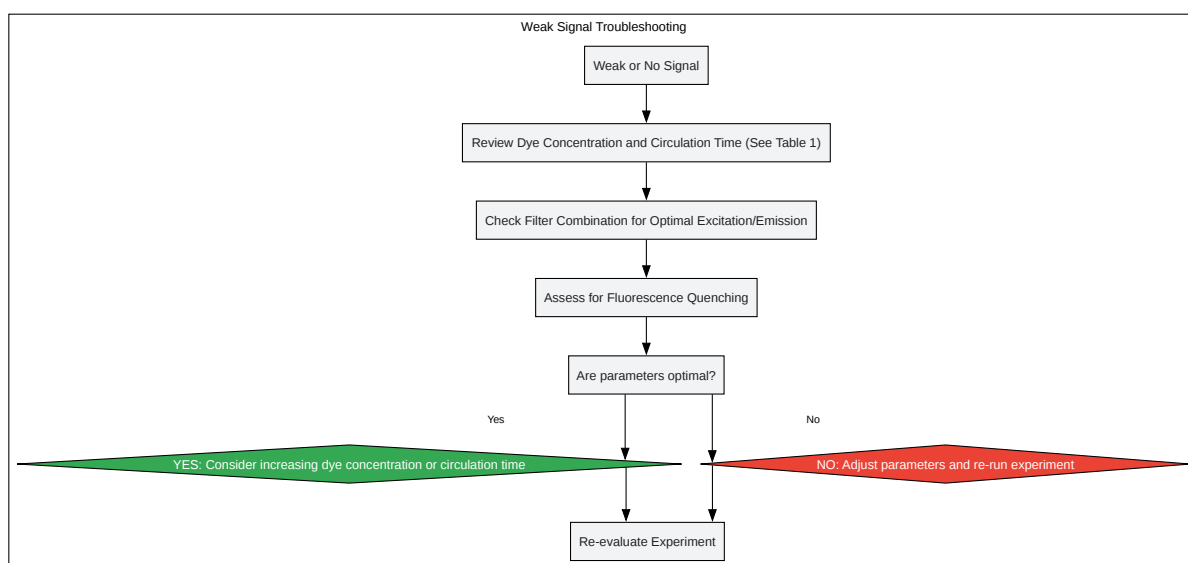 Weak Signal Troubleshooting
Weak or No Signal
Review Dye Concentration and Circulation Time (See Table 1)
Check Filter Combination for Optimal Excitation/Emission
Assess for Fluorescence Quenching
Are parameters optimal?
Yes
No
YES: Consider increasing dye concentration or circulation time
NO: Adjust parameters and re-run experiment
Re-evaluate Experiment